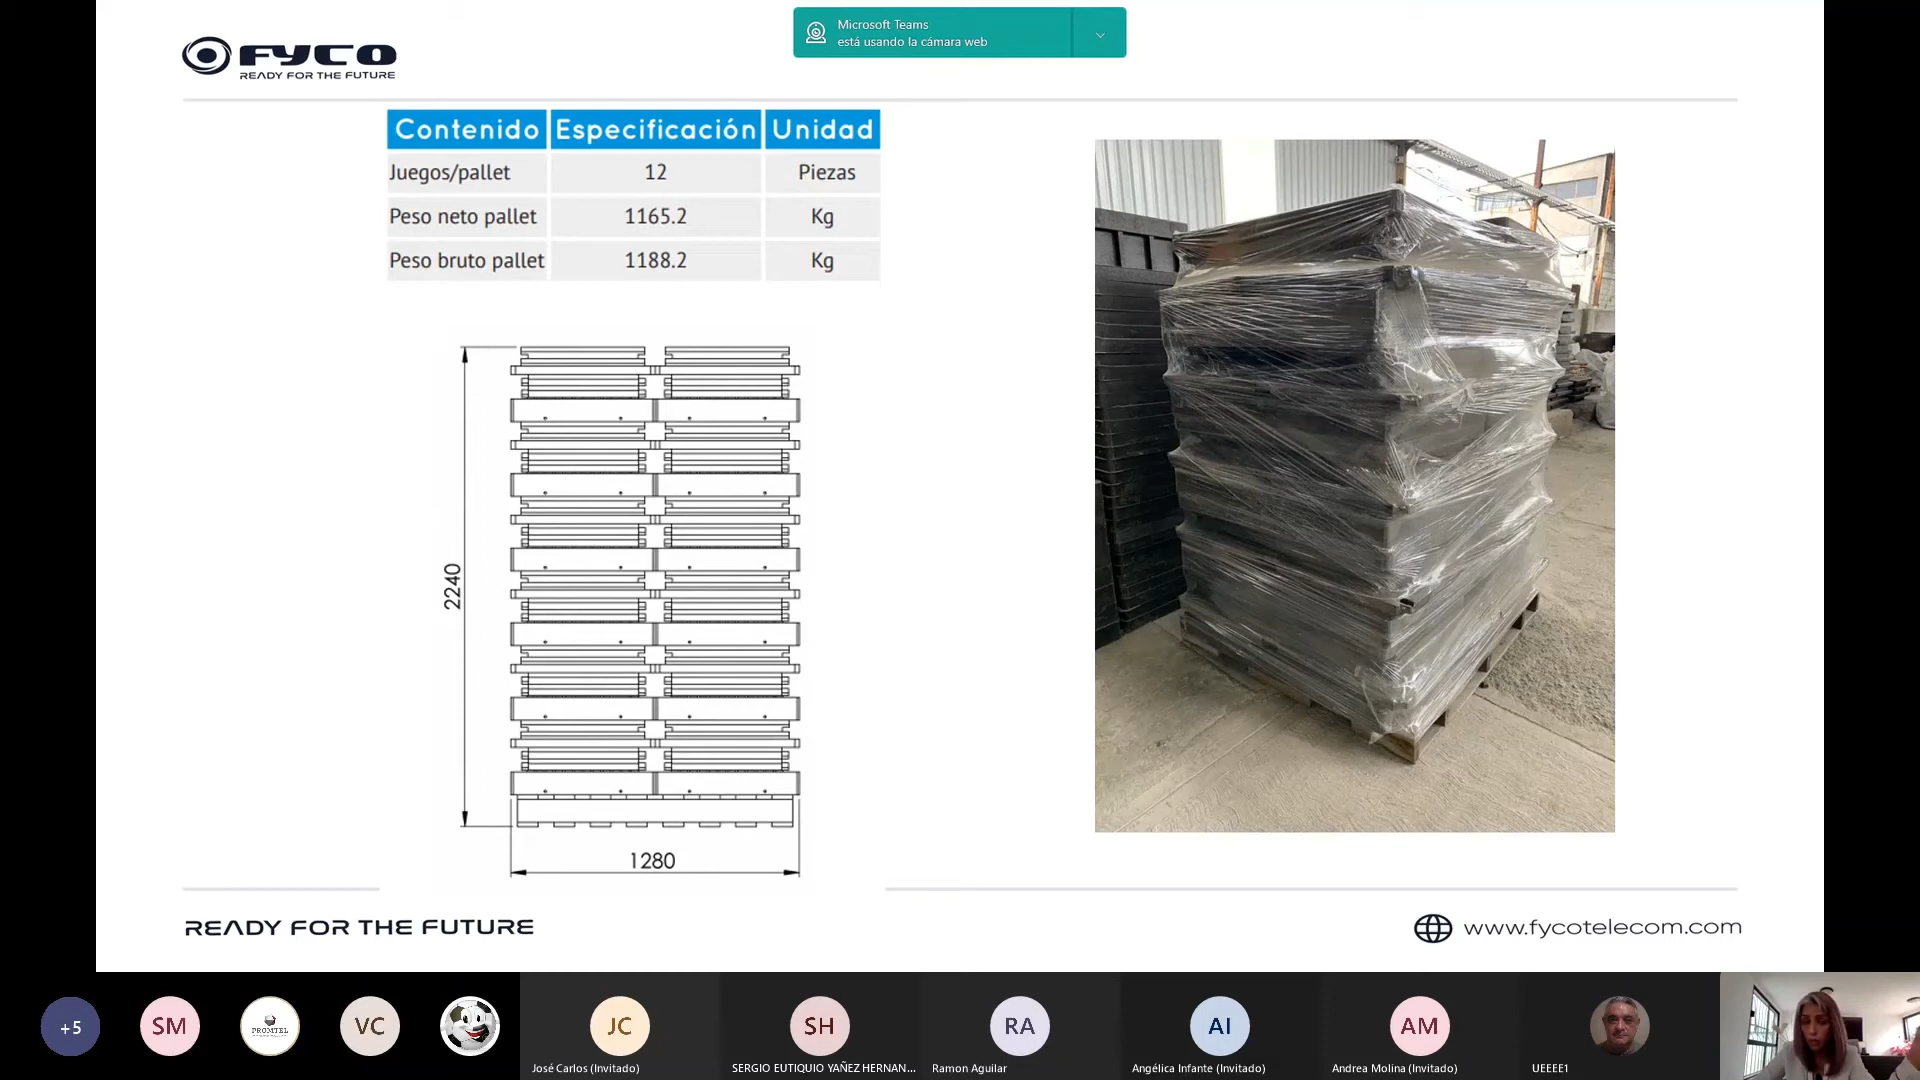 Microsoft Teams
está usando la cámara web
FYCO
READY FOR THE FUTURE
Contenido Especificación Unidad
Juegos/pallet 12 Piezas
Peso neto pallet 1165.2 Kg
Peso bruto pallet 1188.2 Kg
2240
1280
READY FOR THE FUTURE
www.fycotelecom.com
+5
SM
PROMTEL
VC
JC
SH
RA
AI
AM
José Carlos (Invitado)
SERGIO EUTIQUIO YAÑEZ HERNAN...
Ramon Aguilar
Angélica Infante (Invitado)
Andrea Molina (Invitado)
UEEEE1